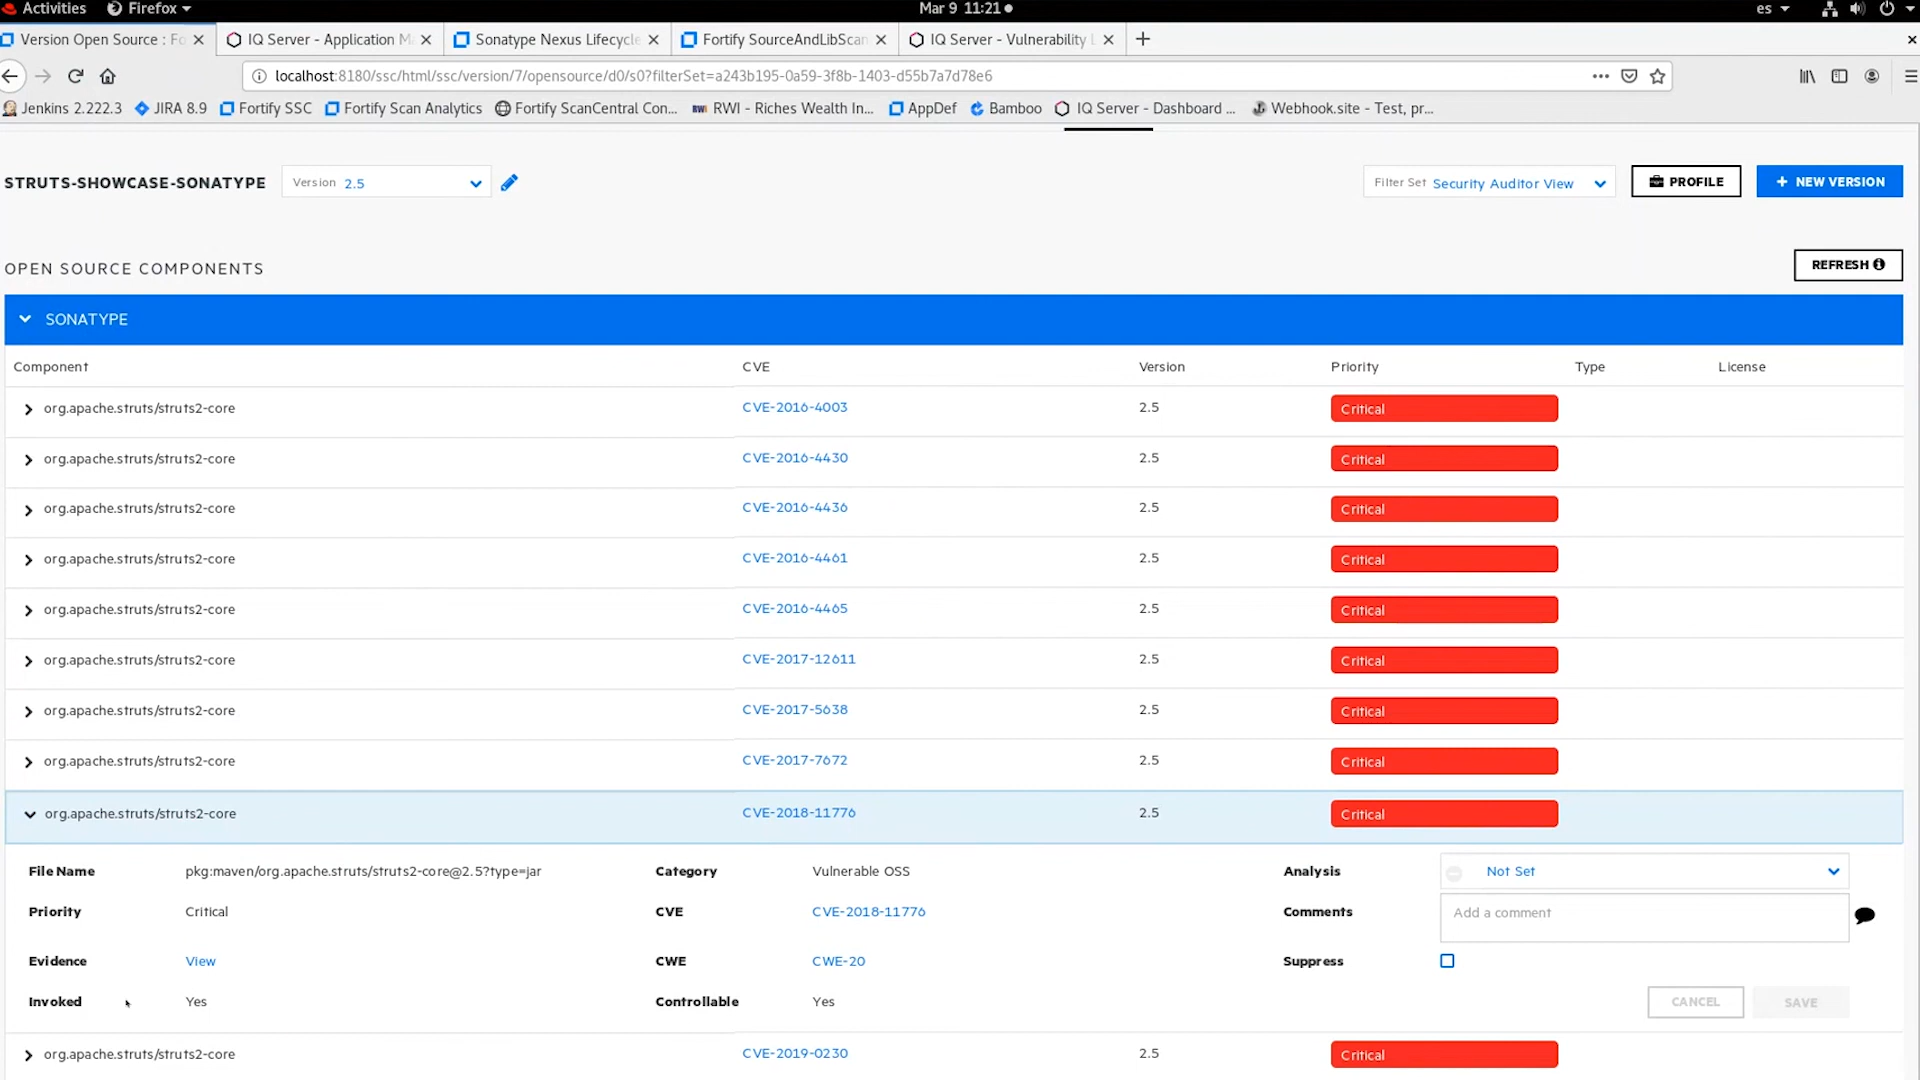 Activities Firefox Mar 9 11:21 es
Version Open Source : Fo IQ Server - Application M Sonatype Nexus Lifecycle Fortify SourceAndLibScan IQ Server - Vulnerability
localhost:8180/ssc/html/ssc/version/7/opensource/d0/s0?filterSet=a243b195-0a59-3f8b-1403-d55b7a7d78e6
Jenkins 2.222.3 JIRA 8.9 Fortify SSC Fortify Scan Analytics Fortify ScanCentral Con... RWI - Riches Wealth In... AppDef Bamboo IQ Server - Dashboard ... Webhook.site - Test, pr...
STRUTS-SHOWCASE-SONATYPE Version 2.5 Filter Set Security Auditor View PROFILE + NEW VERSION
OPEN SOURCE COMPONENTS REFRESH
SONATYPE
Component CVE Version Priority Type License
org.apache.struts/struts2-core CVE-2016-4003 2.5 Critical
org.apache.struts/struts2-core CVE-2016-4430 2.5 Critical
org.apache.struts/struts2-core CVE-2016-4436 2.5 Critical
org.apache.struts/struts2-core CVE-2016-4461 2.5 Critical
org.apache.struts/struts2-core CVE-2016-4465 2.5 Critical
org.apache.struts/struts2-core CVE-2017-12611 2.5 Critical
org.apache.struts/struts2-core CVE-2017-5638 2.5 Critical
org.apache.struts/struts2-core CVE-2017-7672 2.5 Critical
org.apache.struts/struts2-core CVE-2018-11776 2.5 Critical
File Name pkg:maven/org.apache.struts/struts2-core@2.5?type=jar Category Vulnerable OSS Analysis Not Set
Priority Critical CVE CVE-2018-11776 Comments Add a comment
Evidence View CWE CWE-20 Suppress
Invoked Yes Controllable Yes CANCEL SAVE
org.apache.struts/struts2-core CVE-2019-0230 2.5 Critical